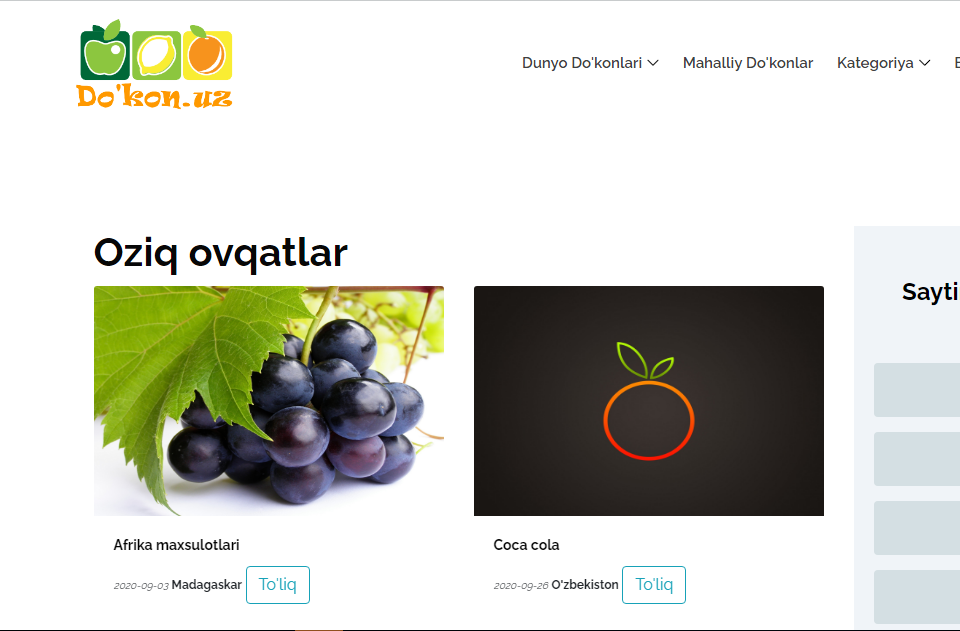 Do'kon.uz
Dunyo Do'konlari Mahalliy Do'konlar Kategoriya
Oziq ovqatlar
Sayti
Afrika maxsulotlari
2020-09-03 Madagaskar To'liq
Coca cola
2020-09-26 O'zbekiston To'liq